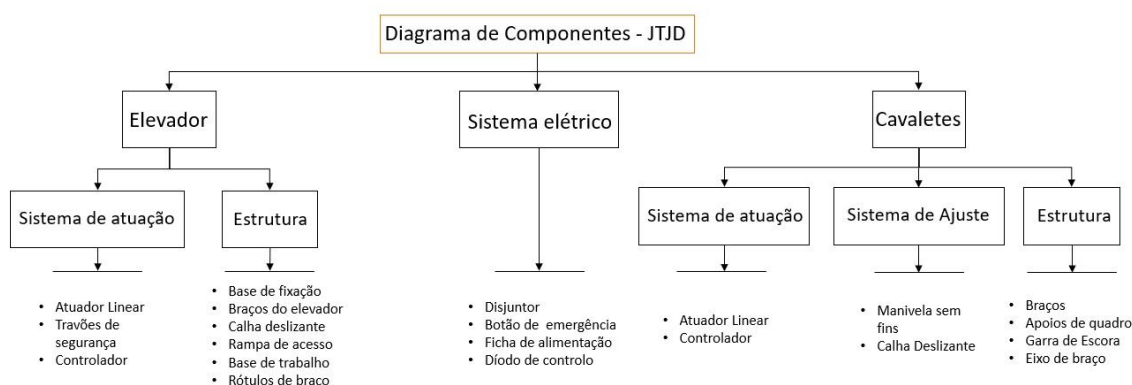 Diagrama de Componentes - JTJD
Elevador
Sistema elétrico
Cavaletes
Sistema de atuação
Estrutura
Sistema de atuação
Sistema de Ajuste
Estrutura
• Atuador Linear
• Travões de
segurança
• Controlador
• Base de fixação
• Braços do elevador
• Calha deslizante
• Rampa de acesso
• Base de trabalho
• Rótulos de braço
• Disjuntor
• Botão de emergência
• Ficha de alimentação
• Díodo de controlo
• Atuador Linear
• Controlador
• Manivela sem
fins
• Calha Deslizante
• Braços
• Apoios de quadro
• Garra de Escora
• Eixo de braço